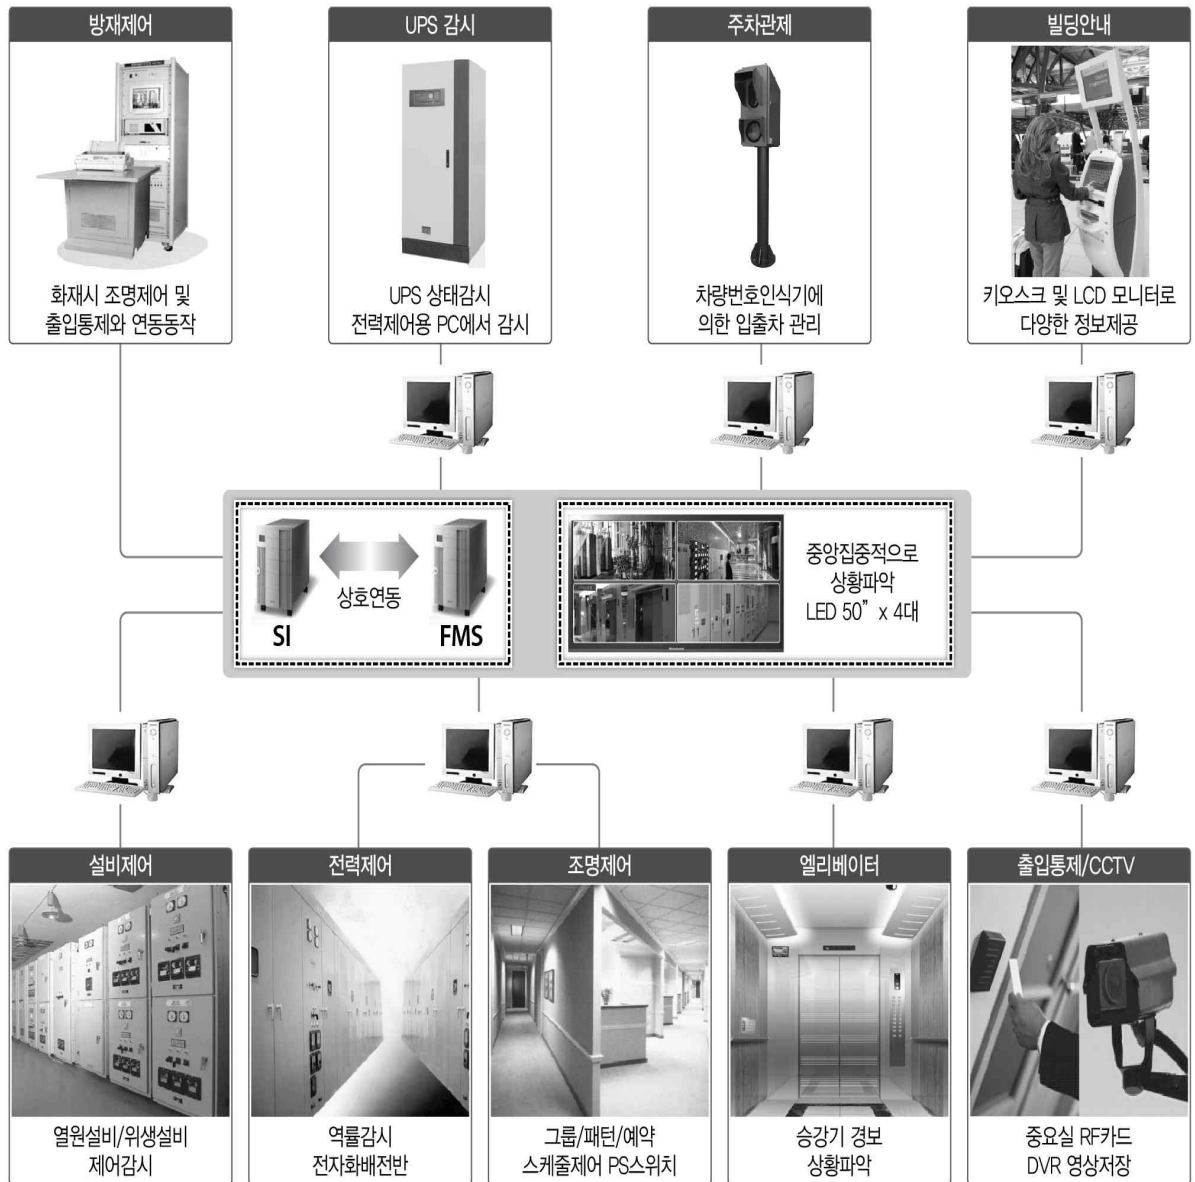 방재제어
UPS 감시
주차관제
빌딩안내
화재시 조명제어 및
출입통제와 연동동작
UPS 상태감시
전력제어용 PC에서 감시
차량번호인식기에
의한 입출차 관리
키오스크 및 LCD 모니터로
다양한 정보제공
상호연동
SI
FMS
중앙집중적으로
상황파악
LED 50” x 4대
설비제어
전력제어
조명제어
엘리베이터
출입통제/CCTV
열원설비/위생설비
제어감시
역률감시
전자화배전반
그룹/패턴/예약
스케줄제어 PS스위치
승강기 경보
상황파악
중요실 RF카드
DVR 영상저장